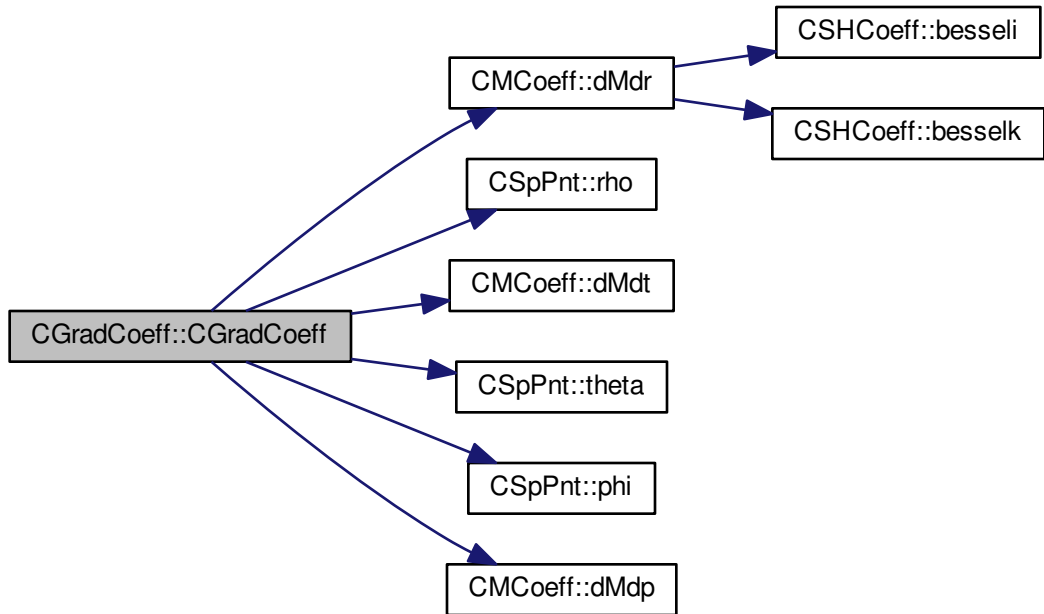 CSHCoeff::besseli
CMCoeff::dMdr
CSHCoeff::besselk
CSpPnt::rho
CMCoeff::dMdt
CGradCoeff::CGradCoeff
CSpPnt::theta
CSpPnt::phi
CMCoeff::dMdp